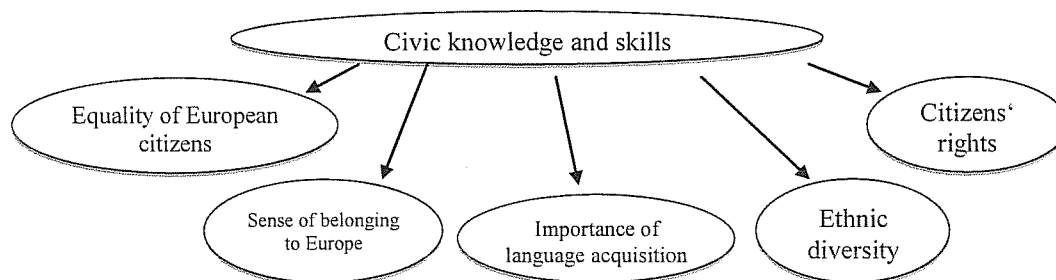 Civic knowledge and skills
Equality of European
citizens
Citizens‘
rights
Sense of belonging
to Europe
Importance of
language acquisition
Ethnic
diversity